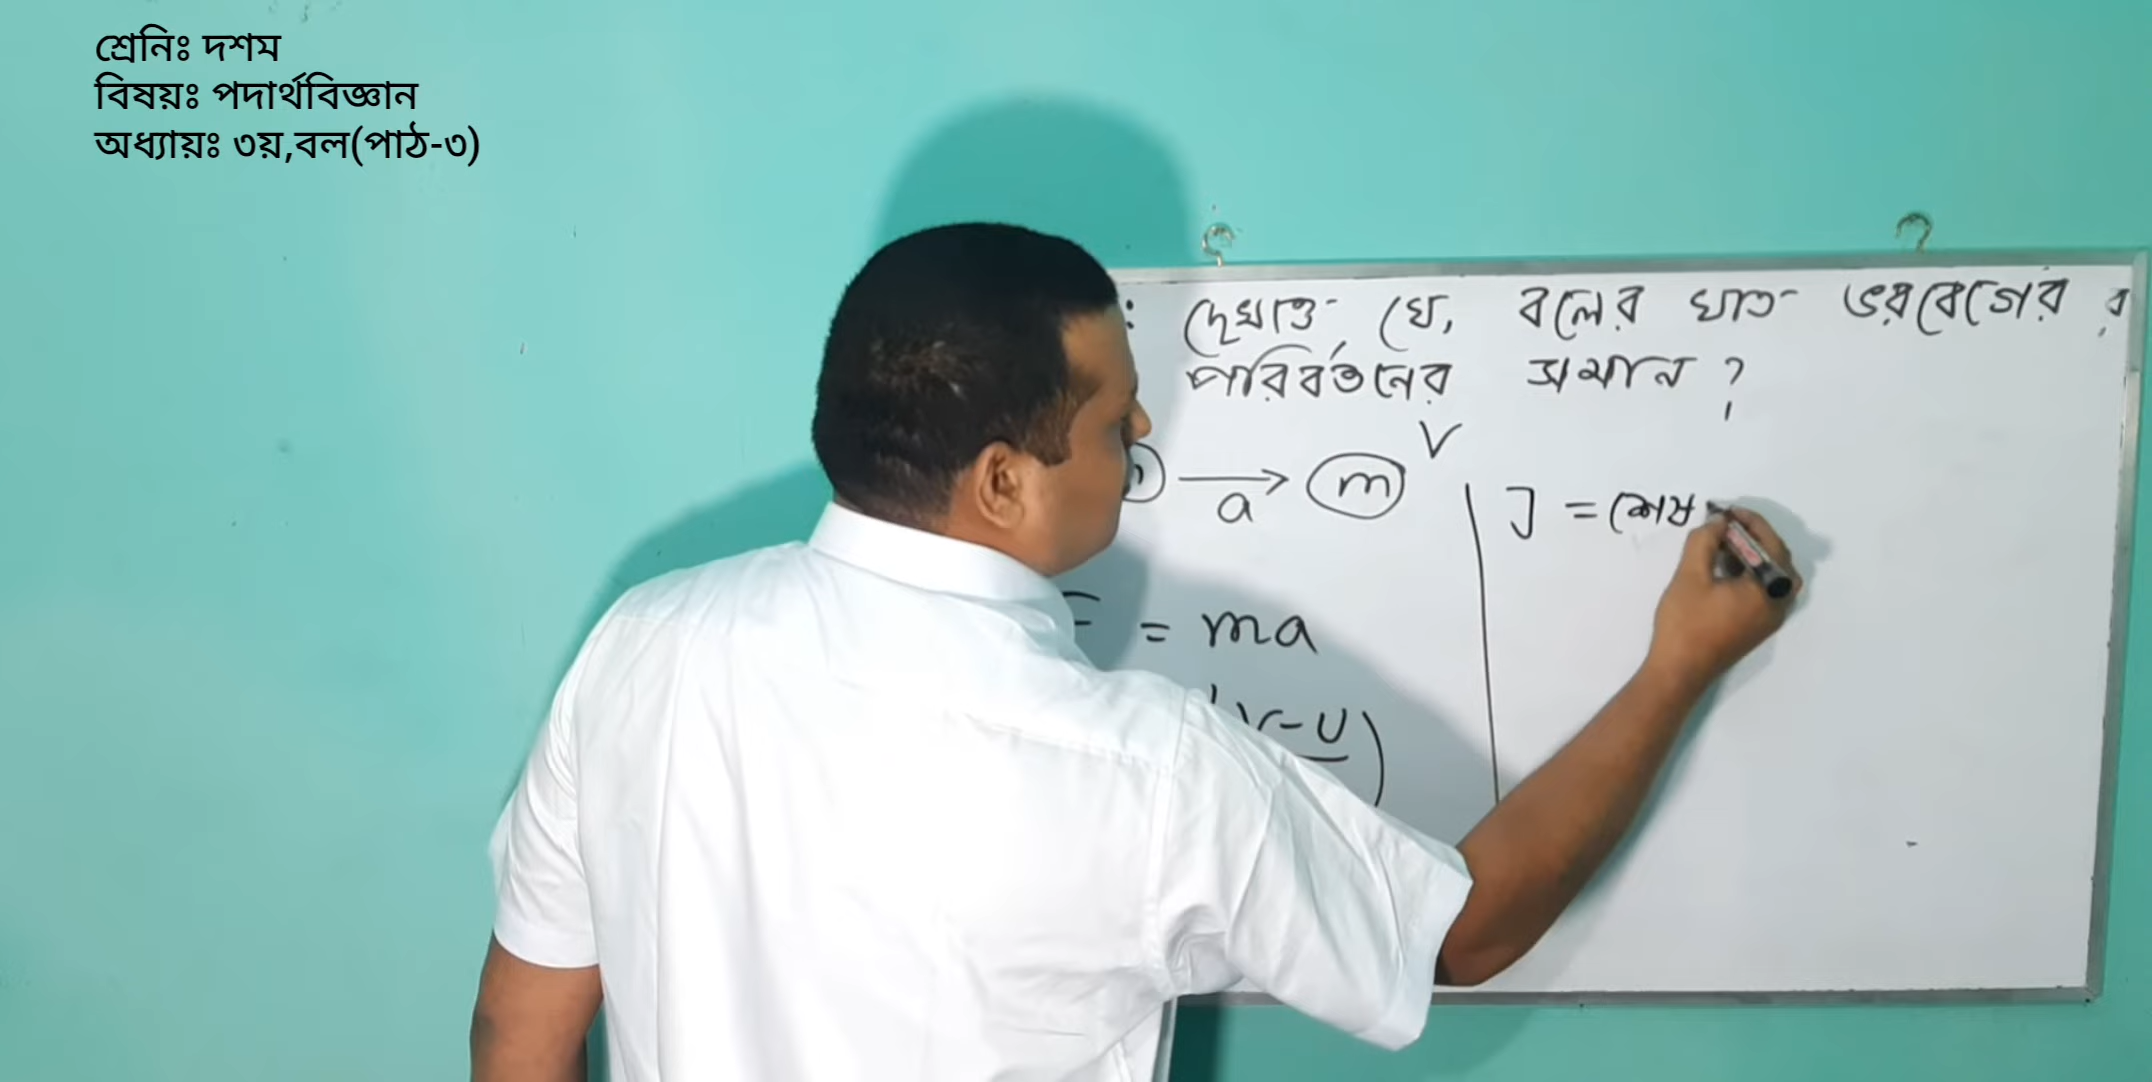 শ্রেনিঃ দশম
বিষয়ঃ পদার্থবিজ্ঞান
অধ্যায়ঃ ৩য়,বল(পাঠ-৩)
: দেখাও যে, বলের ঘাত ভরবেগের
পরিবর্তনের সমান ?
v
a m
J = শেষ
= ma
v-u)